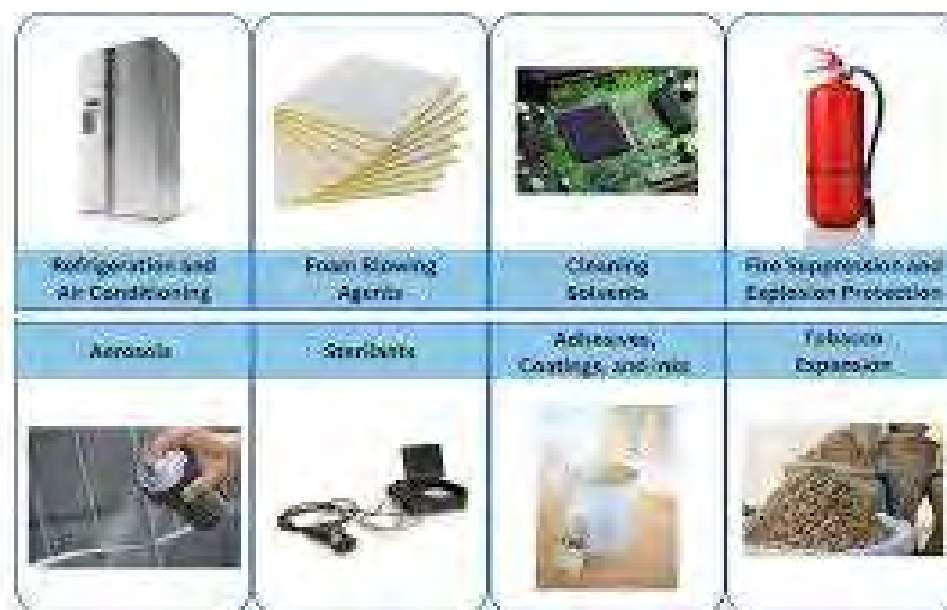 Refrigeration and
Air Conditioning
Foam Blowing
Agents
Cleaning
Solvents
Fire Suppression and
Explosion Protection
Aerosols
Sterilants
Adhesives,
Coatings, and Inks
Tobacco
Expansion